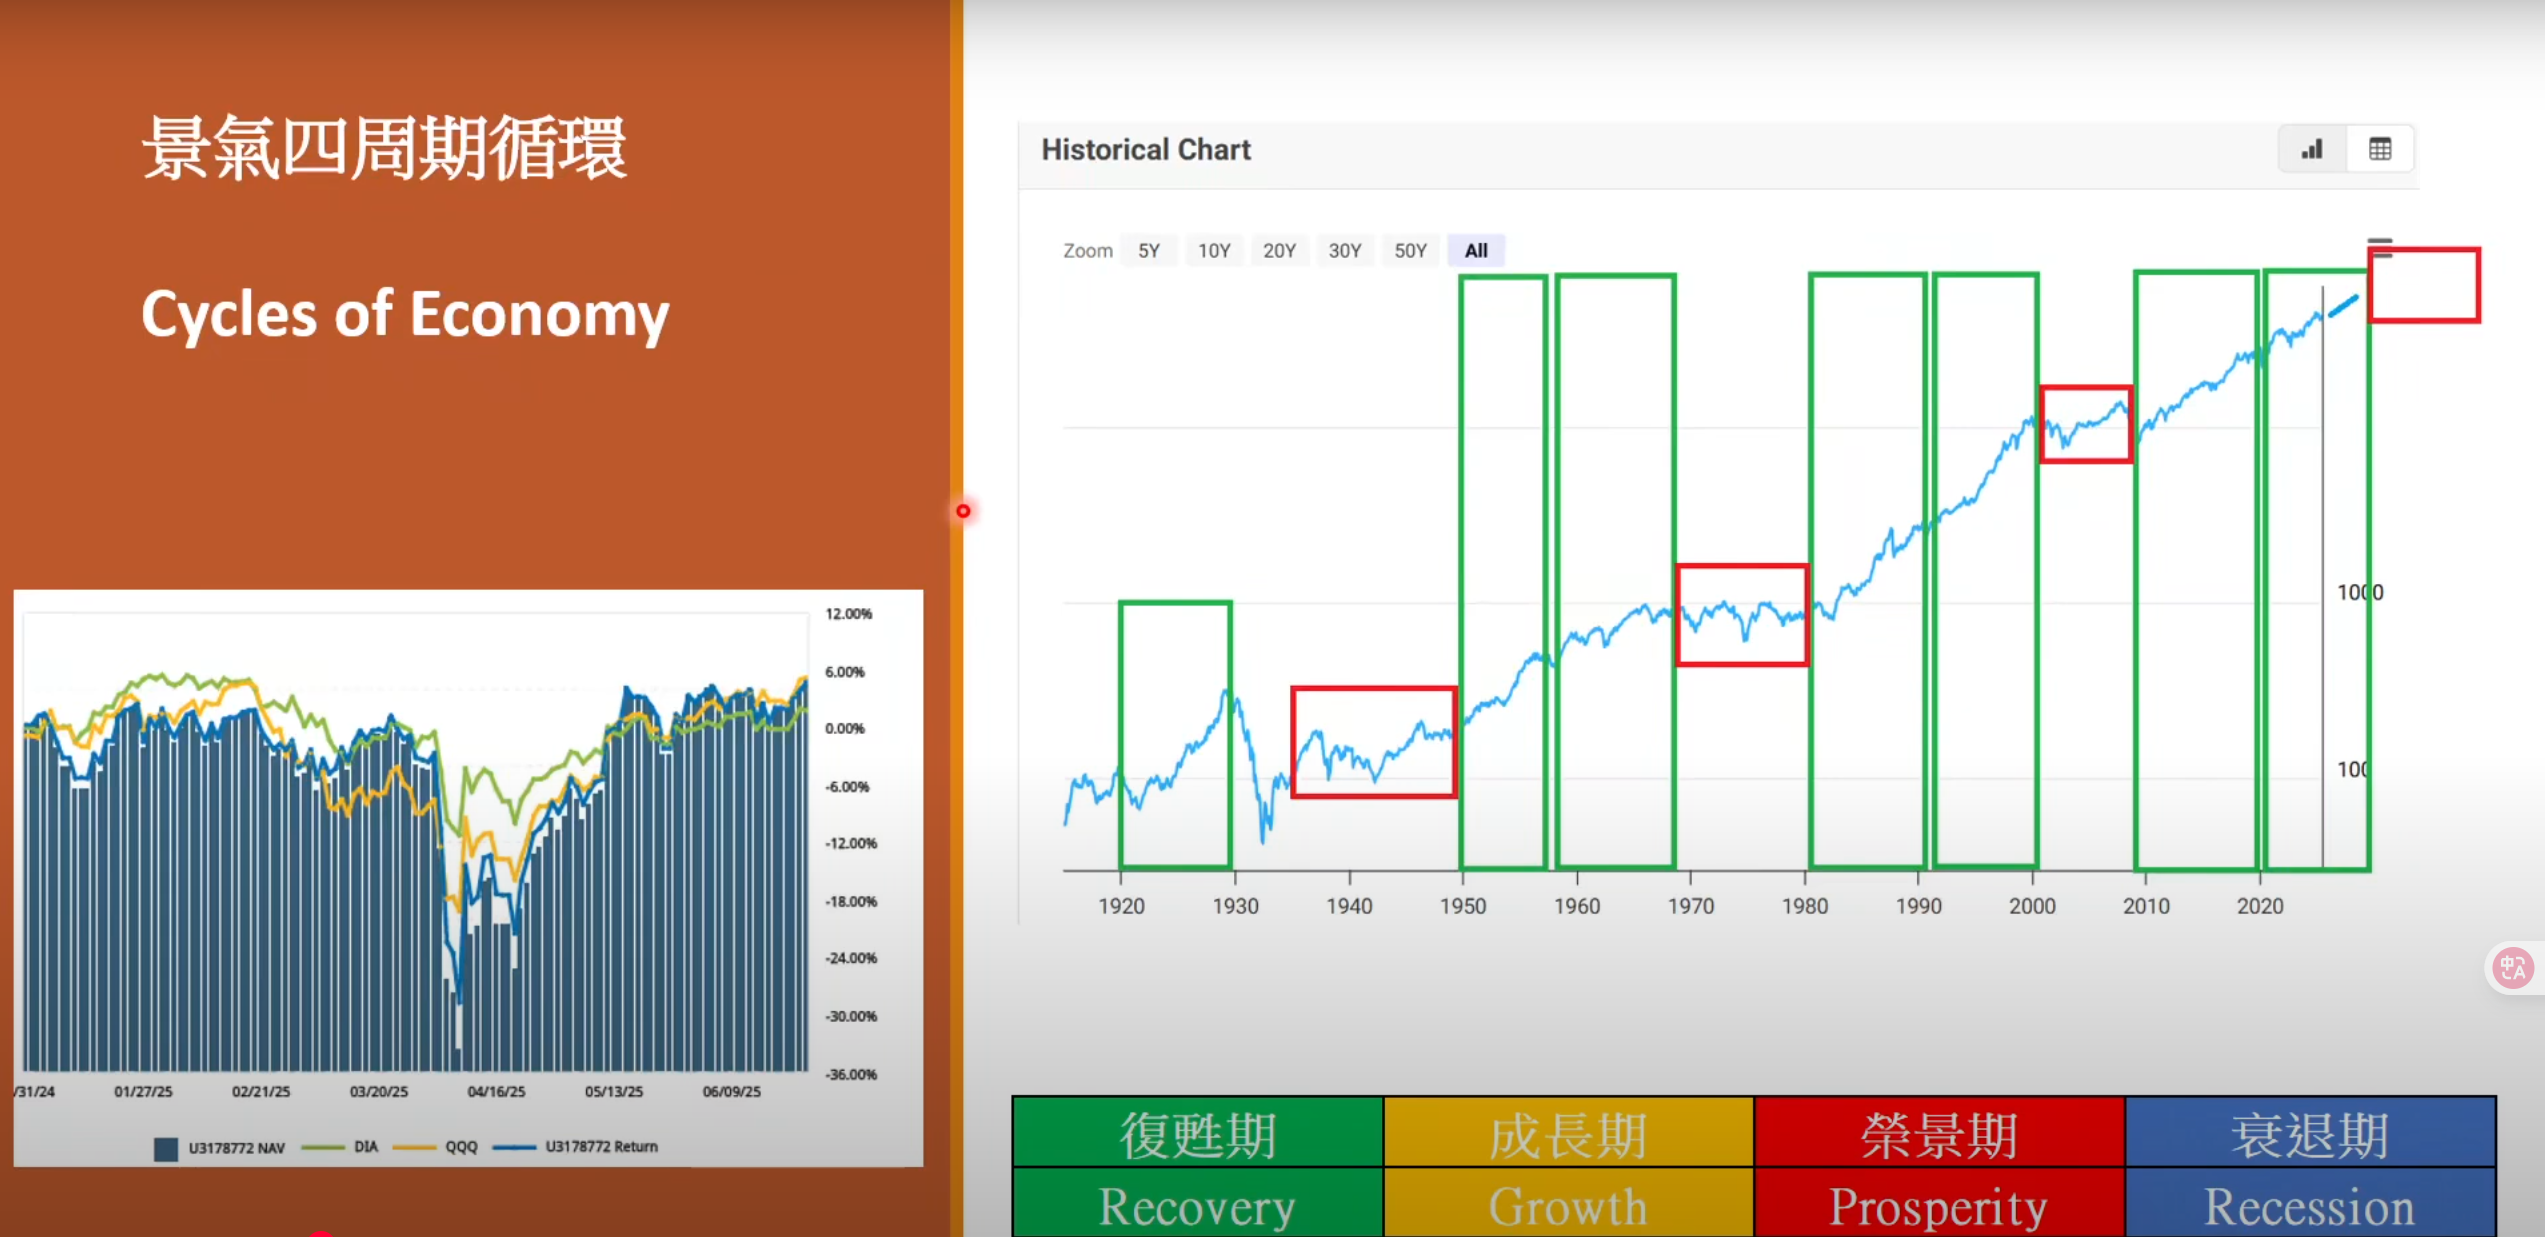 景氣四周期循環
Cycles of Economy
12.00%
6.00%
0.00%
-6.00%
-12.00%
-18.00%
-24.00%
-30.00%
-36.00%
/31/24 01/27/25 02/21/25 03/20/25 04/16/25 05/13/25 06/09/25
U3178772 NAV DIA QQQ U3178772 Return
Historical Chart
Zoom 5Y 10Y 20Y 30Y 50Y All
1000
100
1920 1930 1940 1950 1960 1970 1980 1990 2000 2010 2020
復甦期 成長期 榮景期 衰退期
Recovery Growth Prosperity Recession
中A